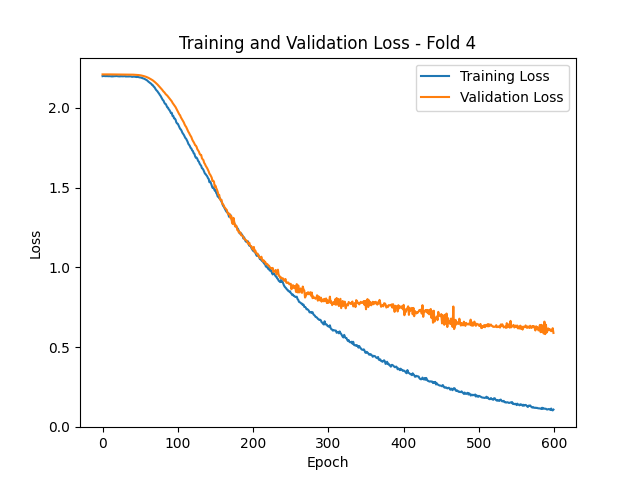 Training and Validation Loss - Fold 4
Training Loss
Validation Loss
2.0
1.5
1.0
0.5
0.0
Loss
0 100 200 300 400 500 600
Epoch